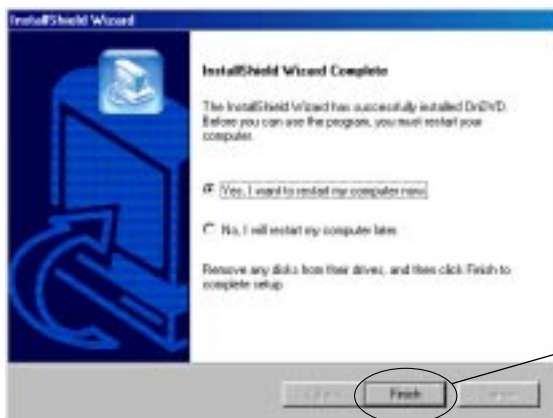 InstallShield Wizard
InstallShield Wizard Complete
The InstallShield Wizard has successfully installed OnDVD.
Before you can use the program, you must restart your
computer.
Yes, I want to restart my computer now.
No, I will restart my computer later.
Remove any disks from their drives, and then click Finish to
complete setup.
Finish